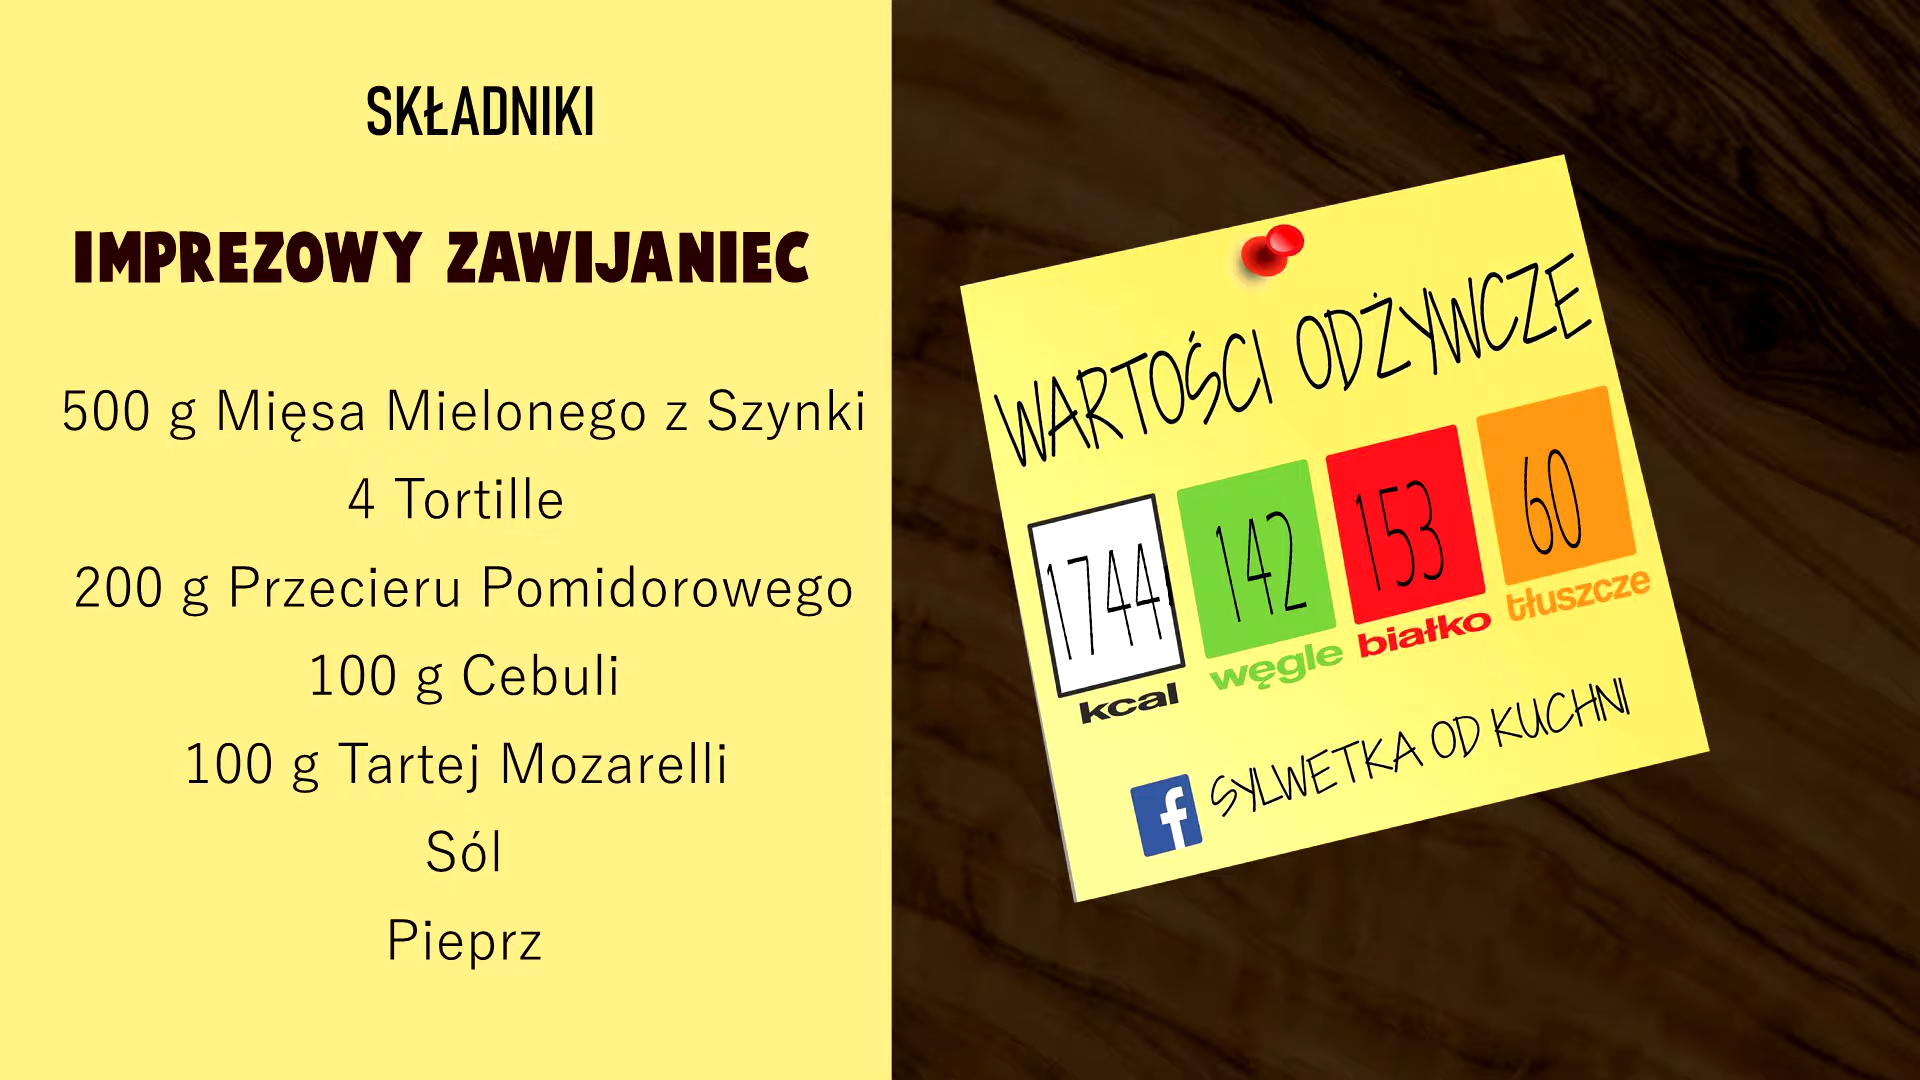 SKŁADNIKI
IMPREZOWY ZAWIJANIEC
500 g Mięsa Mielonego z Szynki
4 Tortille
200 g Przecieru Pomidorowego
100 g Cebuli
100 g Tartej Mozarelli
Sól
Pieprz
WARTOŚCI ODŻYWCZE
1744 142 153 60
kcal węgle białko tłuszcze
f SYLWETKA OD KUCHNI